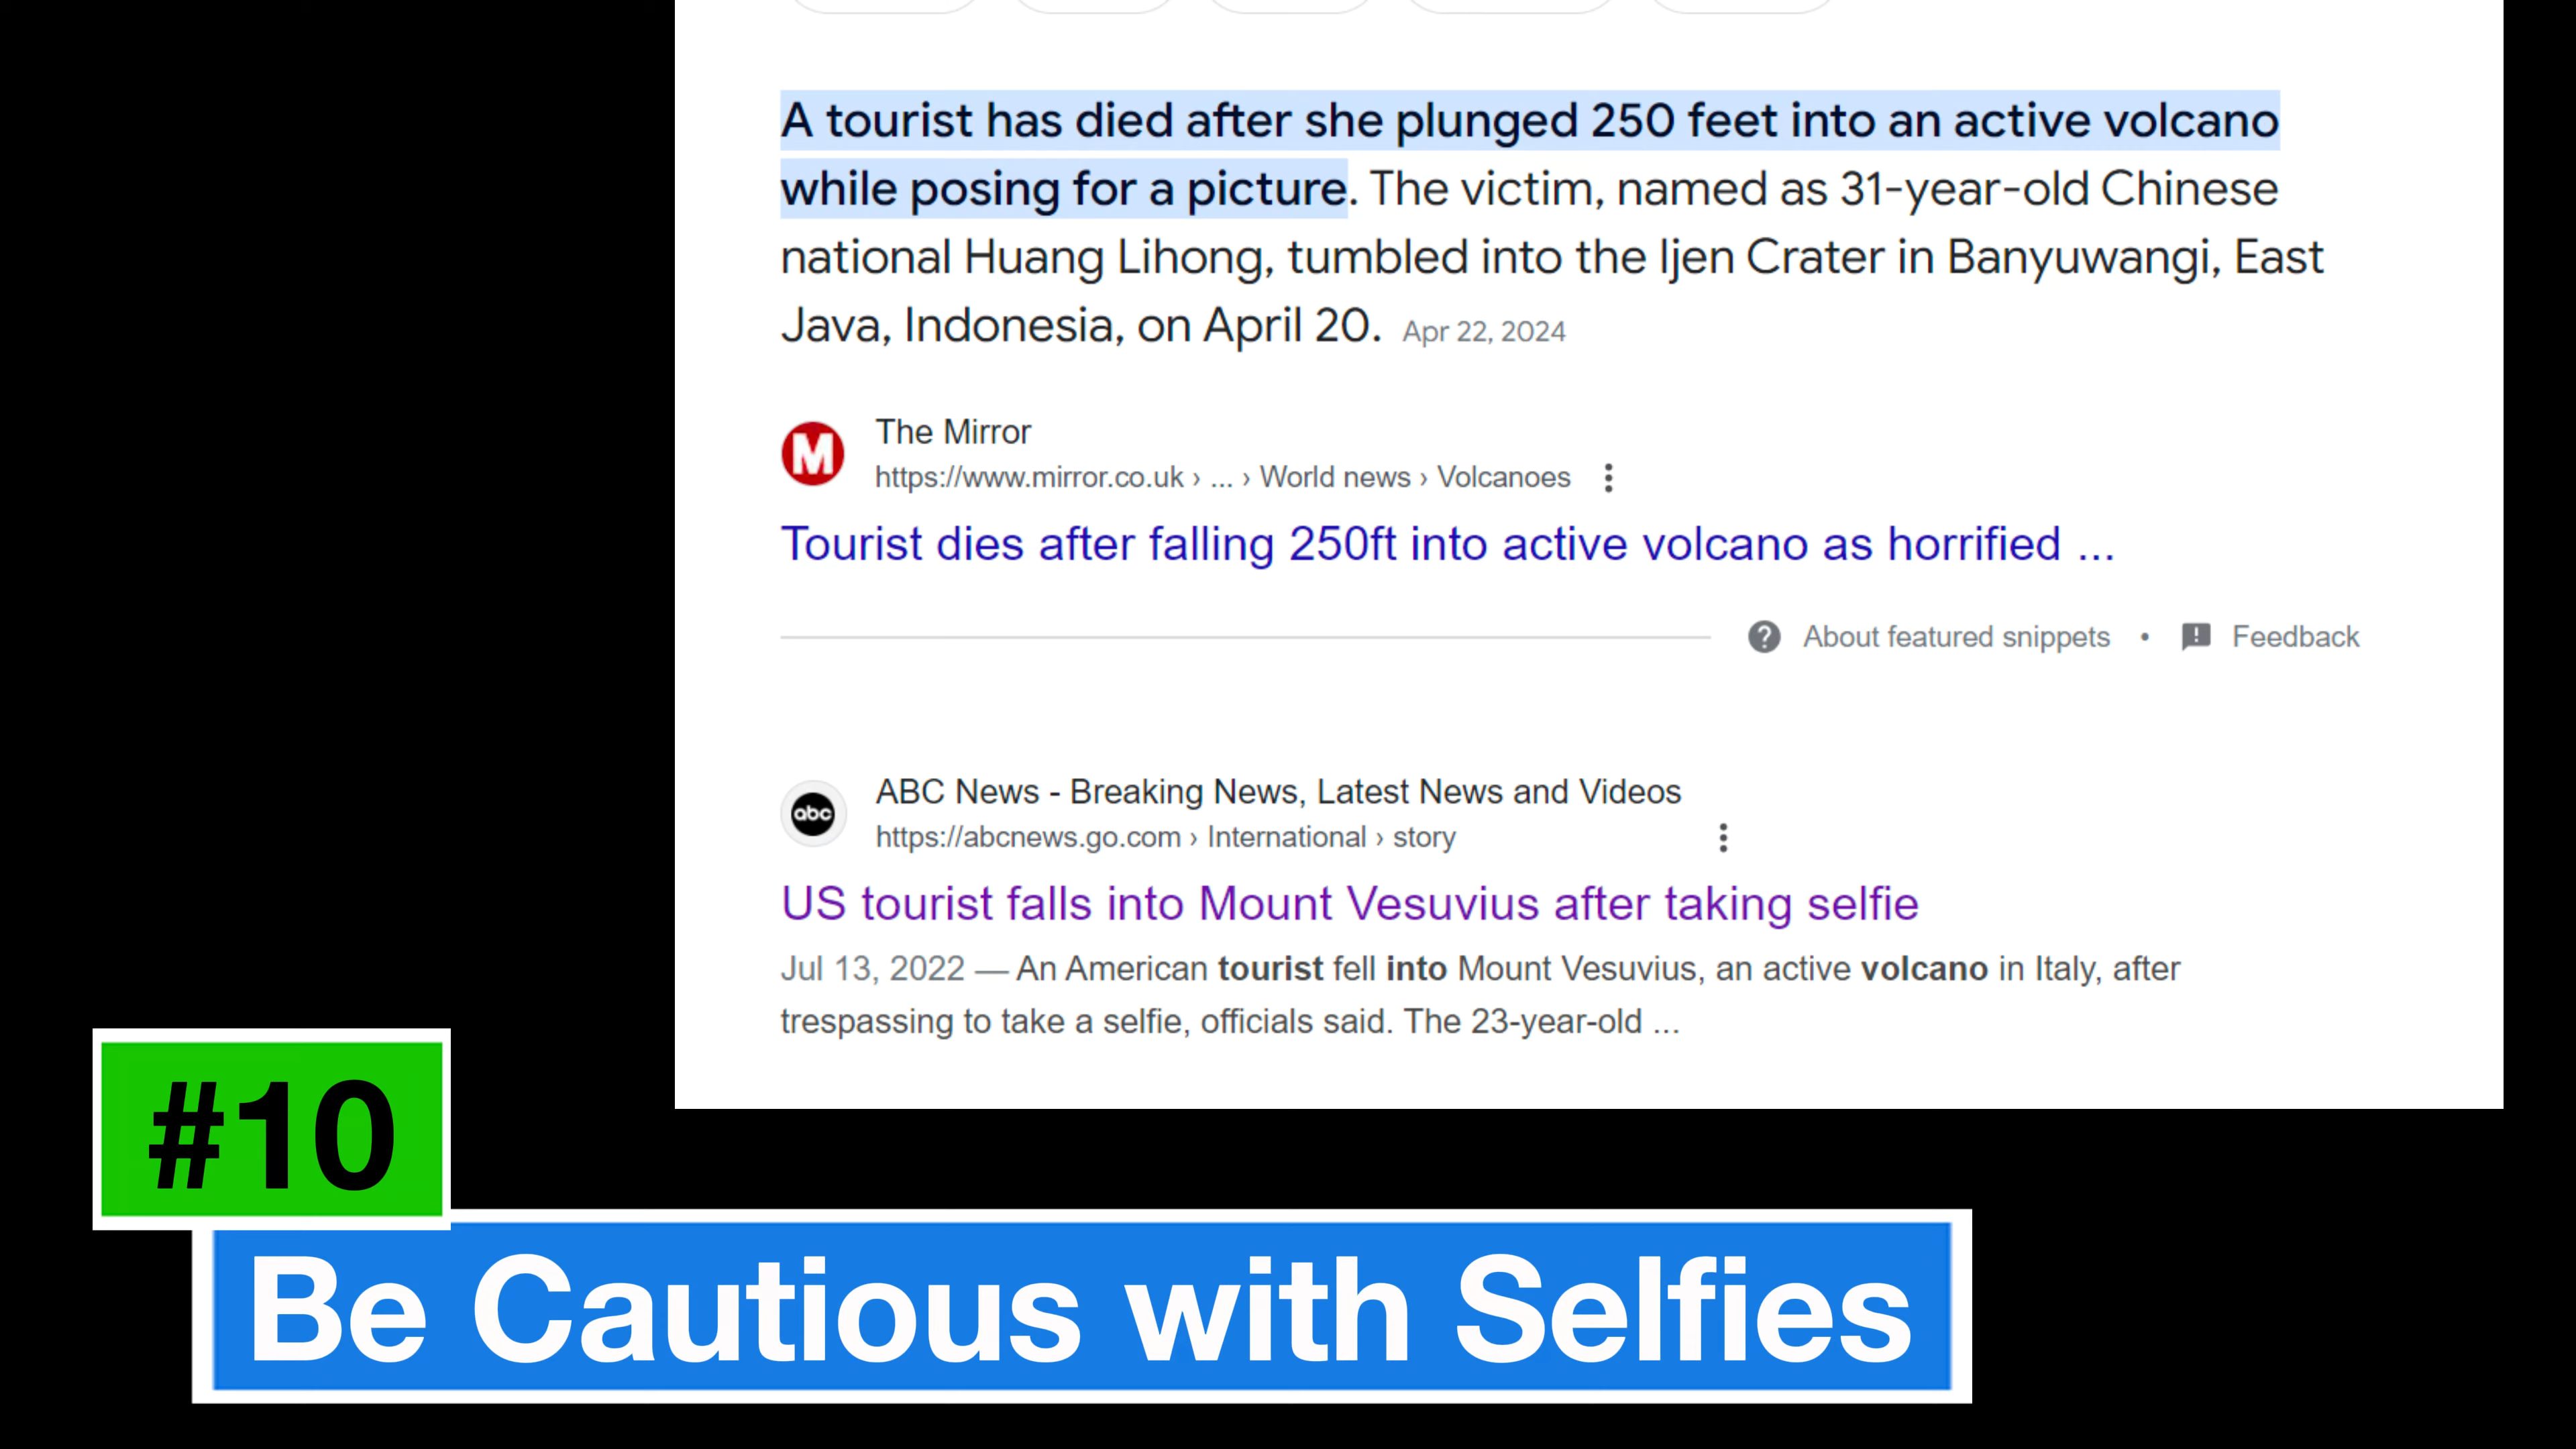 A tourist has died after she plunged 250 feet into an active volcano
while posing for a picture. The victim, named as 31-year-old Chinese
national Huang Lihong, tumbled into the Ijen Crater in Banyuwangi, East
Java, Indonesia, on April 20. Apr 22, 2024
M
The Mirror
https://www.mirror.co.uk › ... › World news › Volcanoes
Tourist dies after falling 250ft into active volcano as horrified ...
About featured snippets • Feedback
abc
ABC News - Breaking News, Latest News and Videos
https://abcnews.go.com › International › story
US tourist falls into Mount Vesuvius after taking selfie
Jul 13, 2022 — An American tourist fell into Mount Vesuvius, an active volcano in Italy, after
trespassing to take a selfie, officials said. The 23-year-old ...
#10
Be Cautious with Selfies